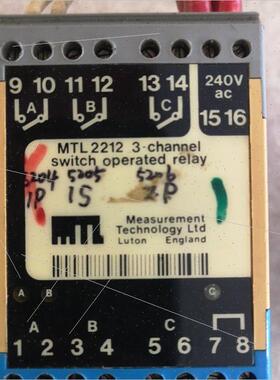 9 10 11 12 13 14 240V
ac
A B C 15 16
MTL 2212 3-channel
switch operated relay
5204 5205 5206
1P 1S 2P
MTL Measurement
Technology Ltd
Luton England
A B C
A B C
1 2 3 4 5 6 7 8